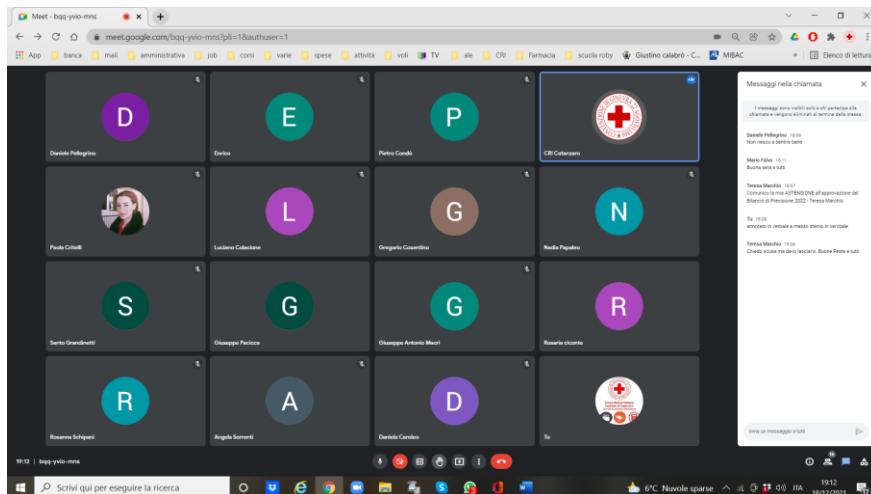 Meet - bqq-yvio-mns
meet.google.com/bqq-yvio-mns?pli=1&authuser=1
App banca mail amministrativa job corsi varie spese attività voli TV ale CRI Farmacia scuola roby Giustino calabrò - C... MIBAC » Elenco di lettura
D
Daniele Pellegrino
E
Enrico
P
Pietro Condò
CRI Catanzaro
Paola Critelli
L
Luciano Colacione
G
Gregorio Cosentino
N
Nadia Papaleo
S
Santo Grandinetti
G
Giuseppe Pacicca
G
Giuseppe Antonio Macrì
R
Rosaria ciconte
R
Rosanna Schipani
A
Angela Sorrenti
D
Daniela Caroleo
Tu
Messaggi nella chiamata
I messaggi sono visibili solo a chi partecipa alla
chiamata e vengono eliminati al termine della stessa.
Daniele Pellegrino 18:09
Non riesco a sentire bene
Mario Falvo 18:11
Buona sera a tutti
Teresa Marchio 18:57
Comunico la mia ASTENSIONE all'approvazione del
Bilancio di Previsione 2022 - Teresa Marchio
Tu
annotato in verbale a mezzo stamp in verbale
Teresa Marchio
Chiedo scusa ma devo lasciarvi. Buone Feste a tutti
Invia un messaggio a tutti
19:12 | bqq-yvio-mns
Scrivi qui per eseguire la ricerca
6°C Nuvole sparse
ITA
19:12
18/12/2021